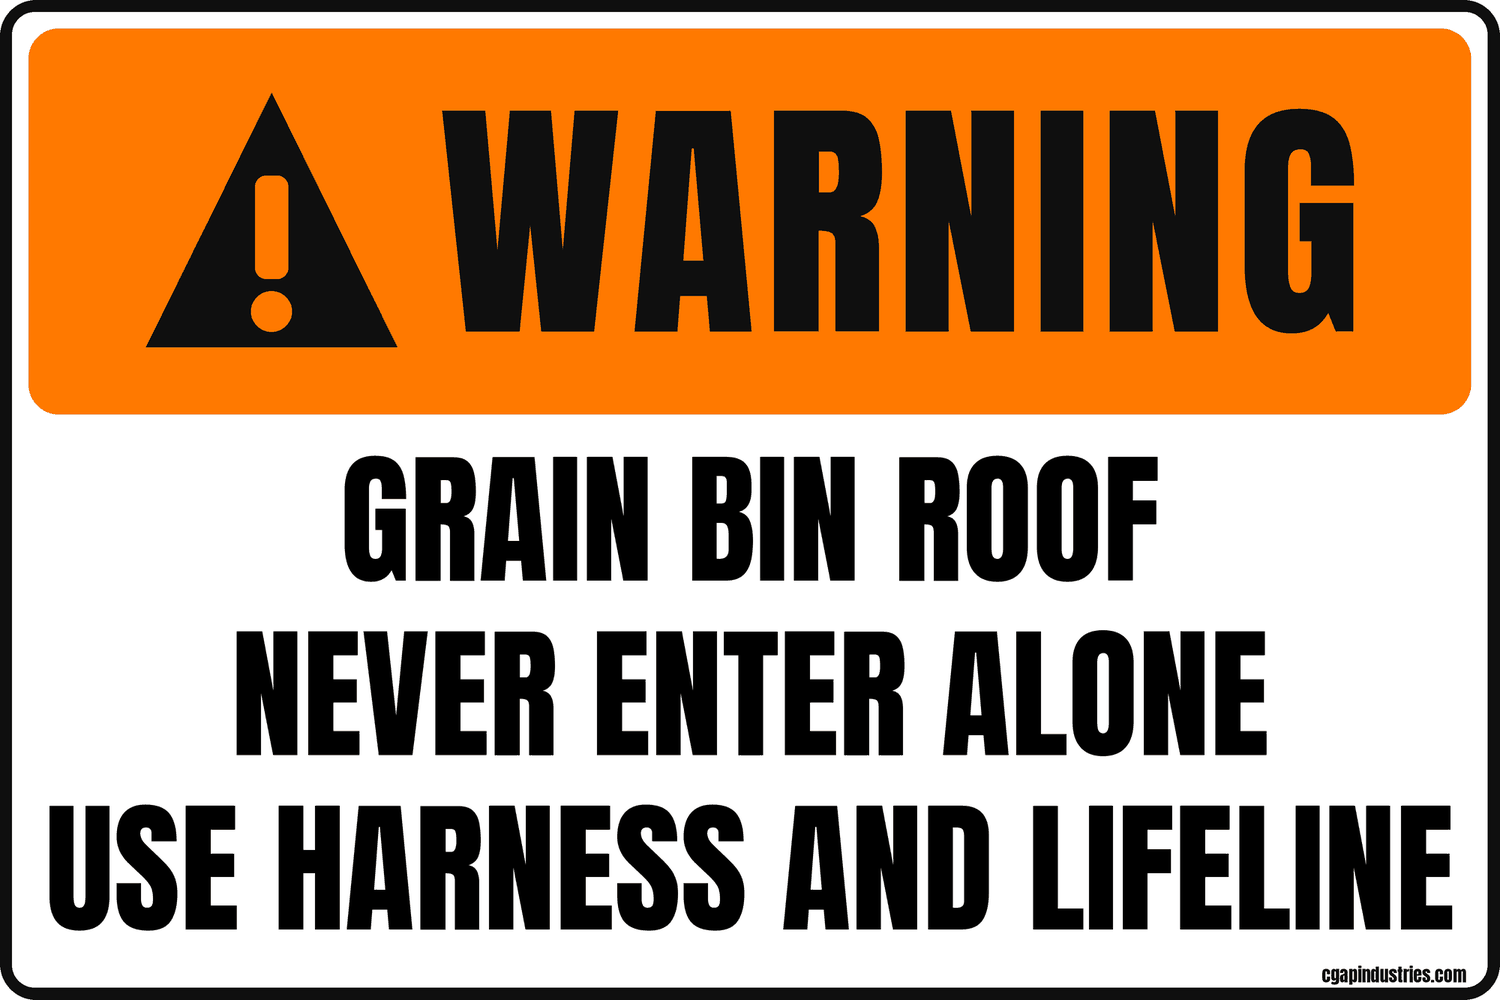 WARNING
GRAIN BIN ROOF
NEVER ENTER ALONE
USE HARNESS AND LIFELINE
cgapindustries.com